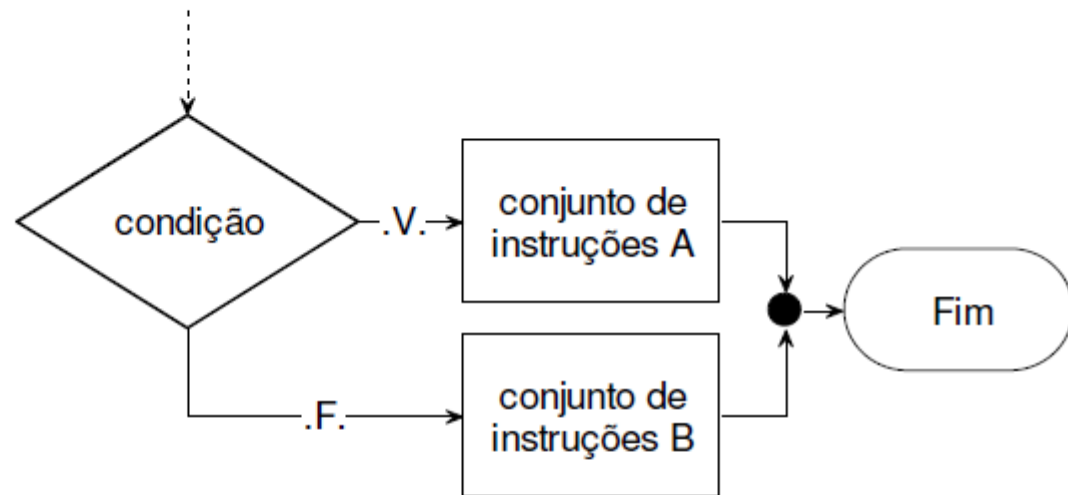 condição
.V.
conjunto de
instruções A
Fim
.F.
conjunto de
instruções B